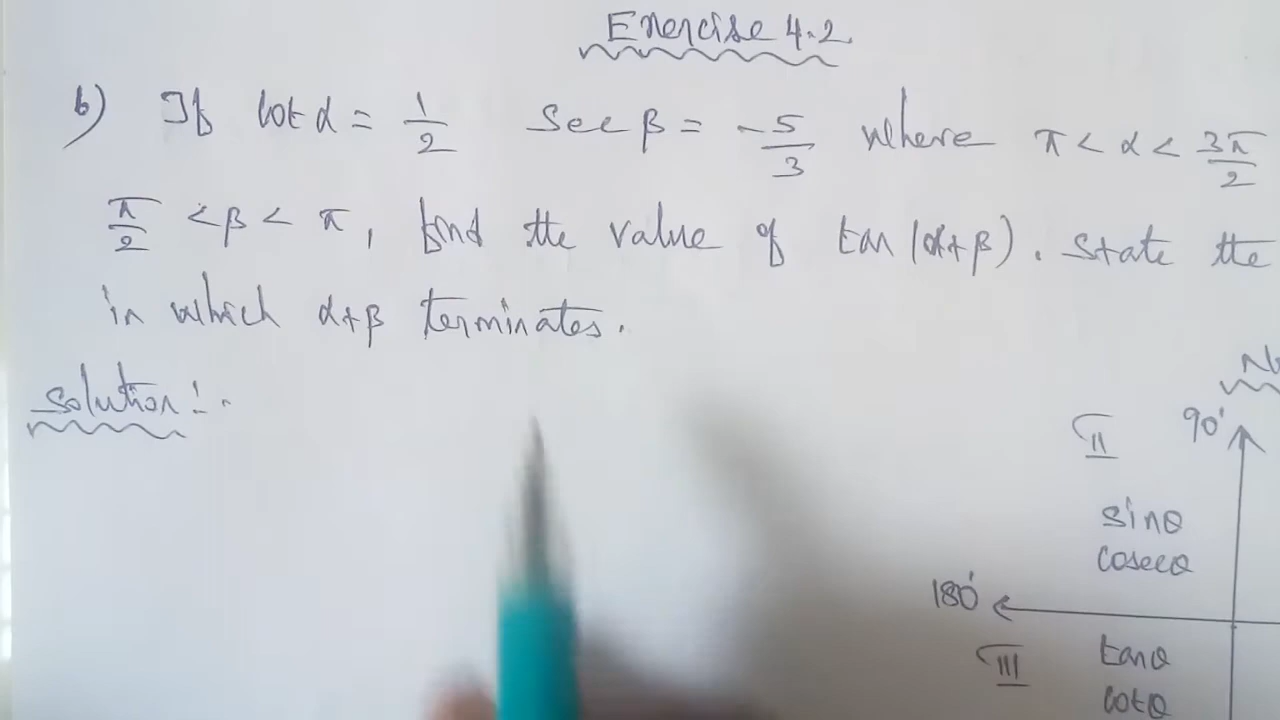 Exercise 4.2
6) If cot α = 1/2 sec β = -5/3 where π < α < 3π/2
π/2 < β < π, find the value of tan(α+β). State the
in which α+β terminates.
Solution:-
II 90°
sinθ
cosecθ
180°
III tanθ
cotθ